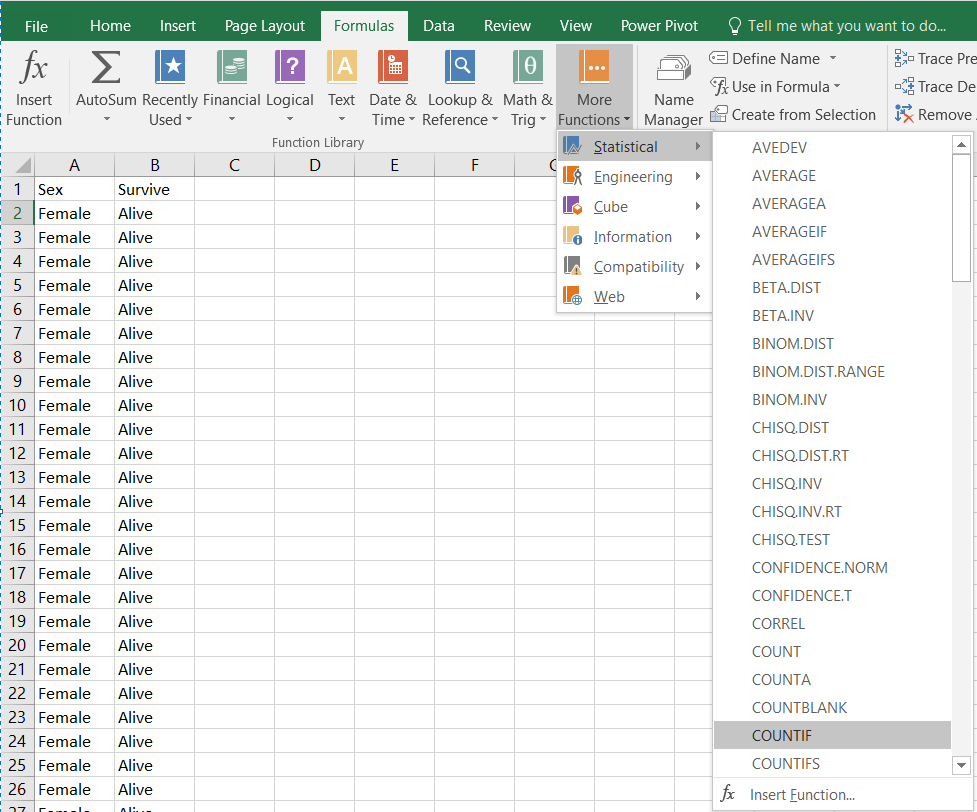 File Home Insert Page Layout Formulas Data Review View Power Pivot Tell me what you want to do...
fx Σ ? A θ
Insert Function
AutoSum
Recently Used
Financial
Logical
Text
Date & Time
Lookup & Reference
Math & Trig
More Functions
Name Manager
Define Name
Use in Formula
Create from Selection
Trace Pre
Trace De
Remove
Function Library
A B C D E F
1 Sex Survive
2 Female Alive
3 Female Alive
4 Female Alive
5 Female Alive
6 Female Alive
7 Female Alive
8 Female Alive
9 Female Alive
10 Female Alive
11 Female Alive
12 Female Alive
13 Female Alive
14 Female Alive
15 Female Alive
16 Female Alive
17 Female Alive
18 Female Alive
19 Female Alive
20 Female Alive
21 Female Alive
22 Female Alive
23 Female Alive
24 Female Alive
25 Female Alive
26 Female Alive
27 Female Alive
Statistical
Engineering
Cube
Information
Compatibility
Web
AVEDEV
AVERAGE
AVERAGEA
AVERAGEIF
AVERAGEIFS
BETA.DIST
BETA.INV
BINOM.DIST
BINOM.DIST.RANGE
BINOM.INV
CHISQ.DIST
CHISQ.DIST.RT
CHISQ.INV
CHISQ.INV.RT
CHISQ.TEST
CONFIDENCE.NORM
CONFIDENCE.T
CORREL
COUNT
COUNTA
COUNTBLANK
COUNTIF
COUNTIFS
fx Insert Function...